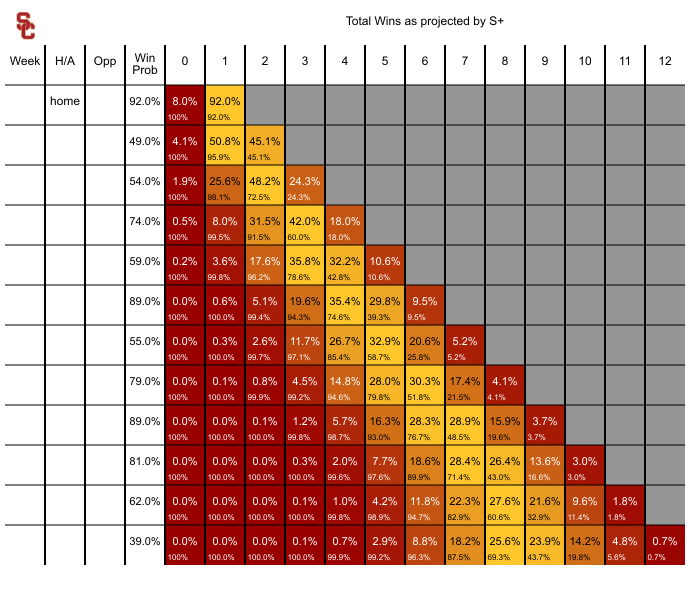 SC
Total Wins as projected by S+
Week H/A Opp Win Prob 0 1 2 3 4 5 6 7 8 9 10 11 12
home 92.0% 8.0% 92.0%
100% 92.0%
49.0% 4.1% 50.8% 45.1%
100% 95.9% 45.1%
54.0% 1.9% 25.6% 48.2% 24.3%
100% 98.1% 72.5% 24.3%
74.0% 0.5% 8.0% 31.5% 42.0% 18.0%
100% 99.5% 91.5% 60.0% 18.0%
59.0% 0.2% 3.6% 17.6% 35.8% 32.2% 10.6%
100% 99.8% 96.2% 78.6% 42.8% 10.6%
89.0% 0.0% 0.6% 5.1% 19.6% 35.4% 29.8% 9.5%
100% 100.0% 99.4% 94.3% 74.6% 39.3% 9.5%
55.0% 0.0% 0.3% 2.6% 11.7% 26.7% 32.9% 20.6% 5.2%
100% 100.0% 99.7% 97.1% 85.4% 58.7% 25.8% 5.2%
79.0% 0.0% 0.1% 0.8% 4.5% 14.8% 28.0% 30.3% 17.4% 4.1%
100% 100.0% 99.9% 99.2% 94.6% 79.8% 51.8% 21.5% 4.1%
89.0% 0.0% 0.0% 0.1% 1.2% 5.7% 16.3% 28.3% 28.9% 15.9% 3.7%
100% 100.0% 100.0% 99.8% 98.7% 93.0% 76.7% 48.5% 19.6% 3.7%
81.0% 0.0% 0.0% 0.0% 0.3% 2.0% 7.7% 18.6% 28.4% 26.4% 13.6% 3.0%
100% 100.0% 100.0% 100.0% 99.6% 97.6% 89.9% 71.4% 43.0% 16.6% 3.0%
62.0% 0.0% 0.0% 0.0% 0.1% 1.0% 4.2% 11.8% 22.3% 27.6% 21.6% 9.6% 1.8%
100% 100.0% 100.0% 100.0% 99.8% 98.9% 94.7% 82.9% 60.6% 32.9% 11.4% 1.8%
39.0% 0.0% 0.0% 0.0% 0.1% 0.7% 2.9% 8.8% 18.2% 25.6% 23.9% 14.2% 4.8% 0.7%
100% 100.0% 100.0% 100.0% 99.9% 99.2% 96.3% 87.5% 69.3% 43.7% 19.8% 5.6% 0.7%